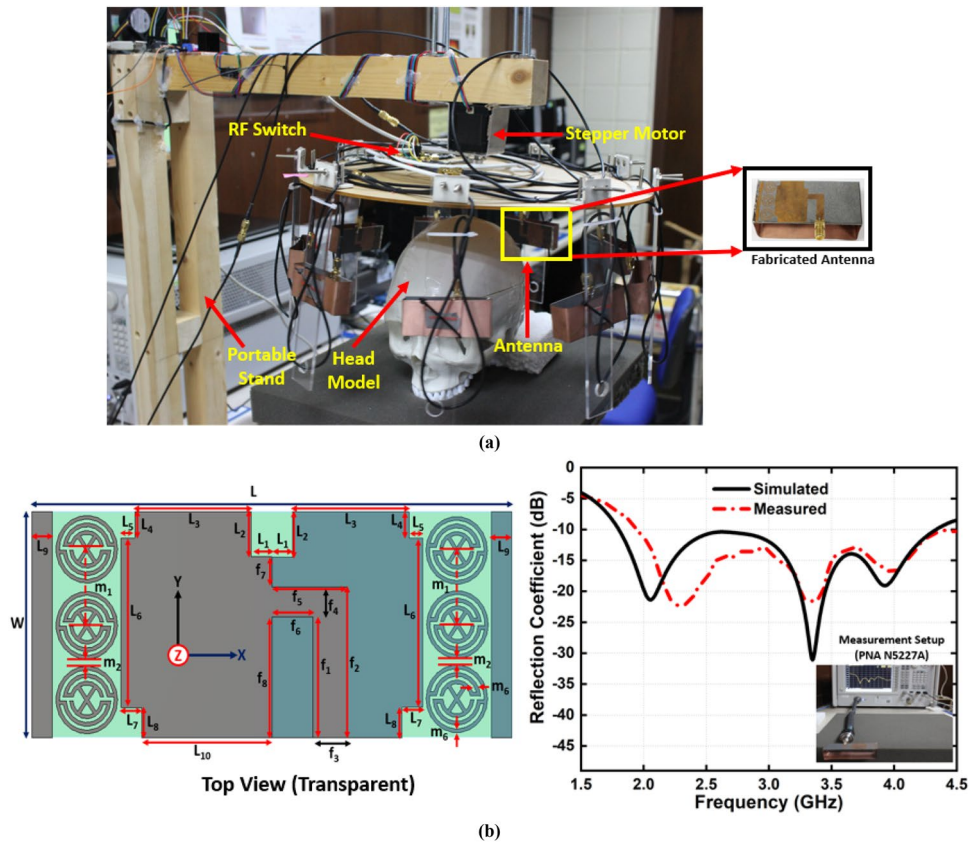 RF Switch
Stepper Motor
Fabricated Antenna
Portable
Stand
Head
Model
Antenna
(a)
L
L5
L4
L3
L2
L1
L1
L2
L3
L4
L5
L9
L9
f7
m1
m1
Y
f5
f4
W
L6
L6
f6
Z
X
f1
f2
m2
m2
f8
m6
L7
L8
L8
L7
m6
L10
f3
Top View (Transparent)
Reflection Coefficient (dB)
0
-5
-10
-15
-20
-25
-30
-35
-40
-45
Simulated
Measured
Measurement Setup
(PNA N5227A)
1.5 2.0 2.5 3.0 3.5 4.0 4.5
Frequency (GHz)
(b)